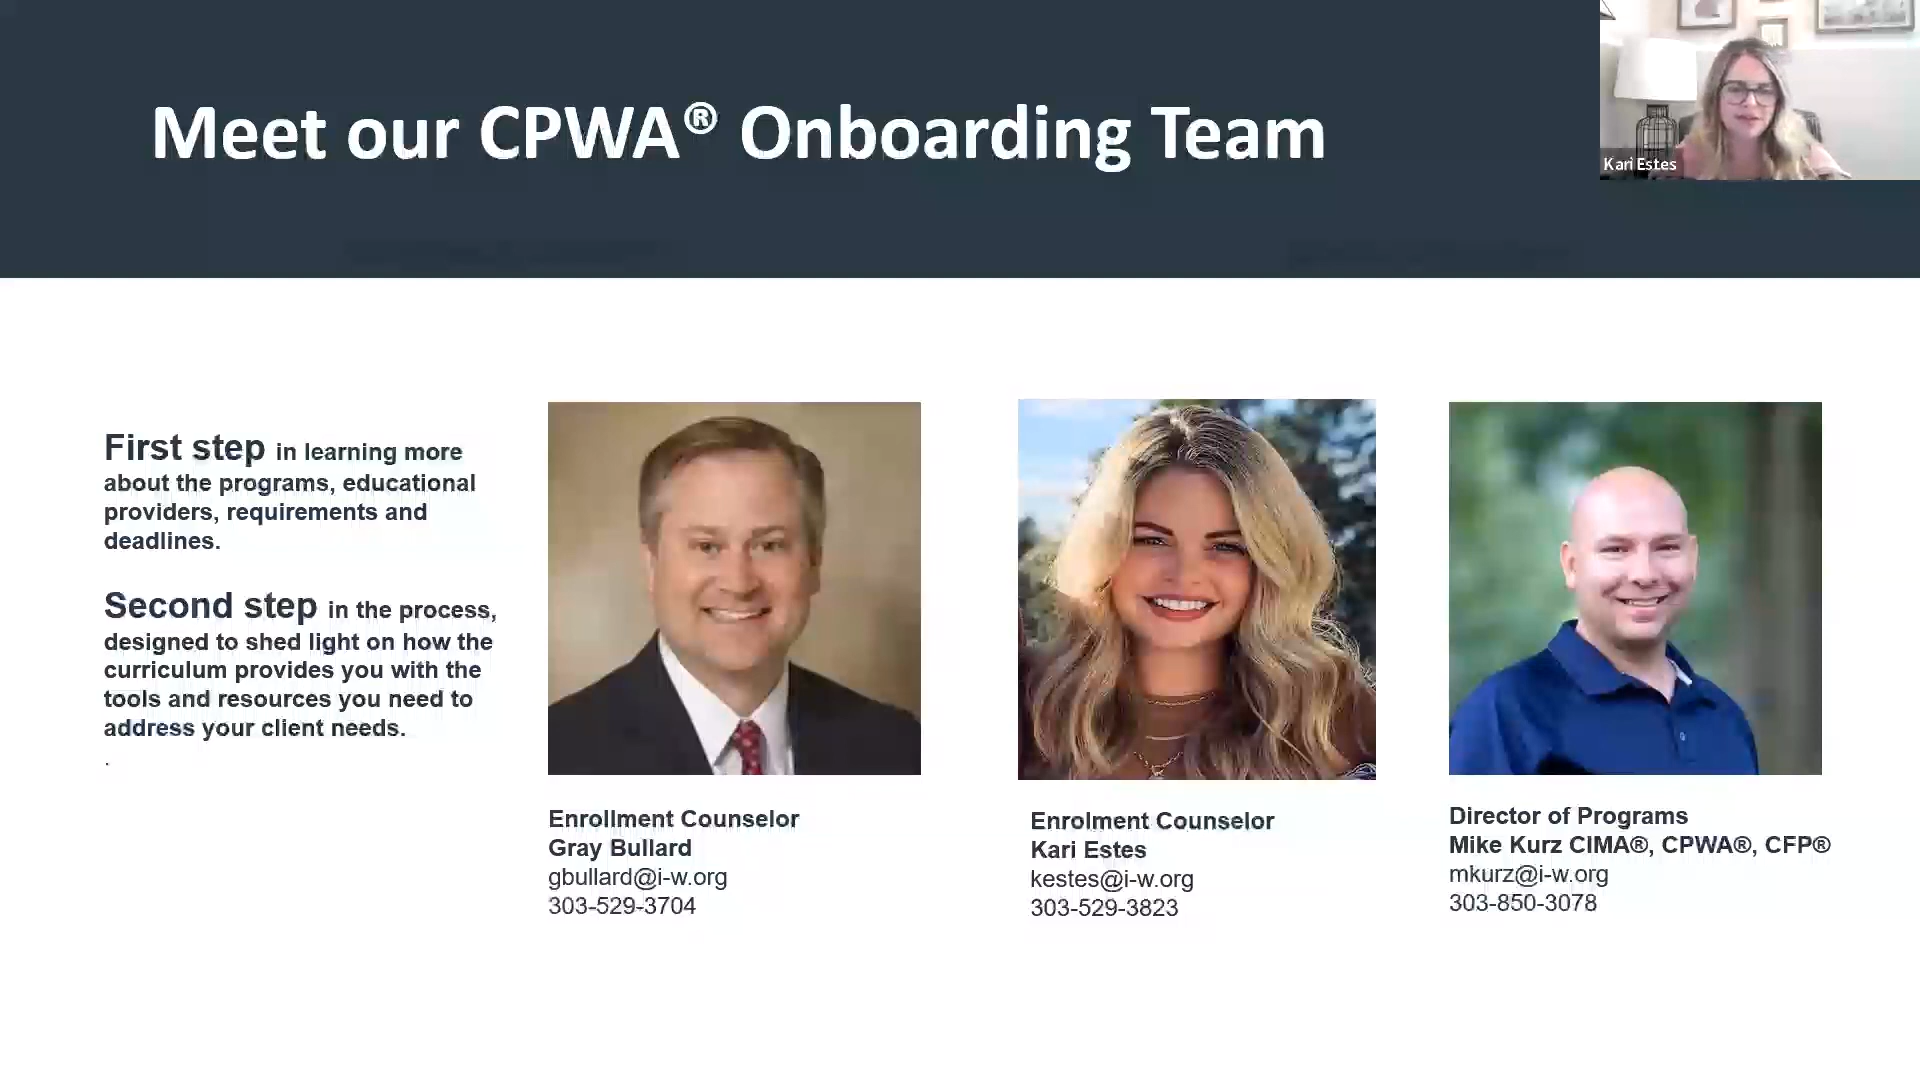 Meet our CPWA® Onboarding Team
Kari Estes
First step in learning more
about the programs, educational
providers, requirements and
deadlines.
Second step in the process,
designed to shed light on how the
curriculum provides you with the
tools and resources you need to
address your client needs.
.
Enrollment Counselor
Gray Bullard
gbullard@i-w.org
303-529-3704
Enrolment Counselor
Kari Estes
kestes@i-w.org
303-529-3823
Director of Programs
Mike Kurz CIMA®, CPWA®, CFP®
mkurz@i-w.org
303-850-3078